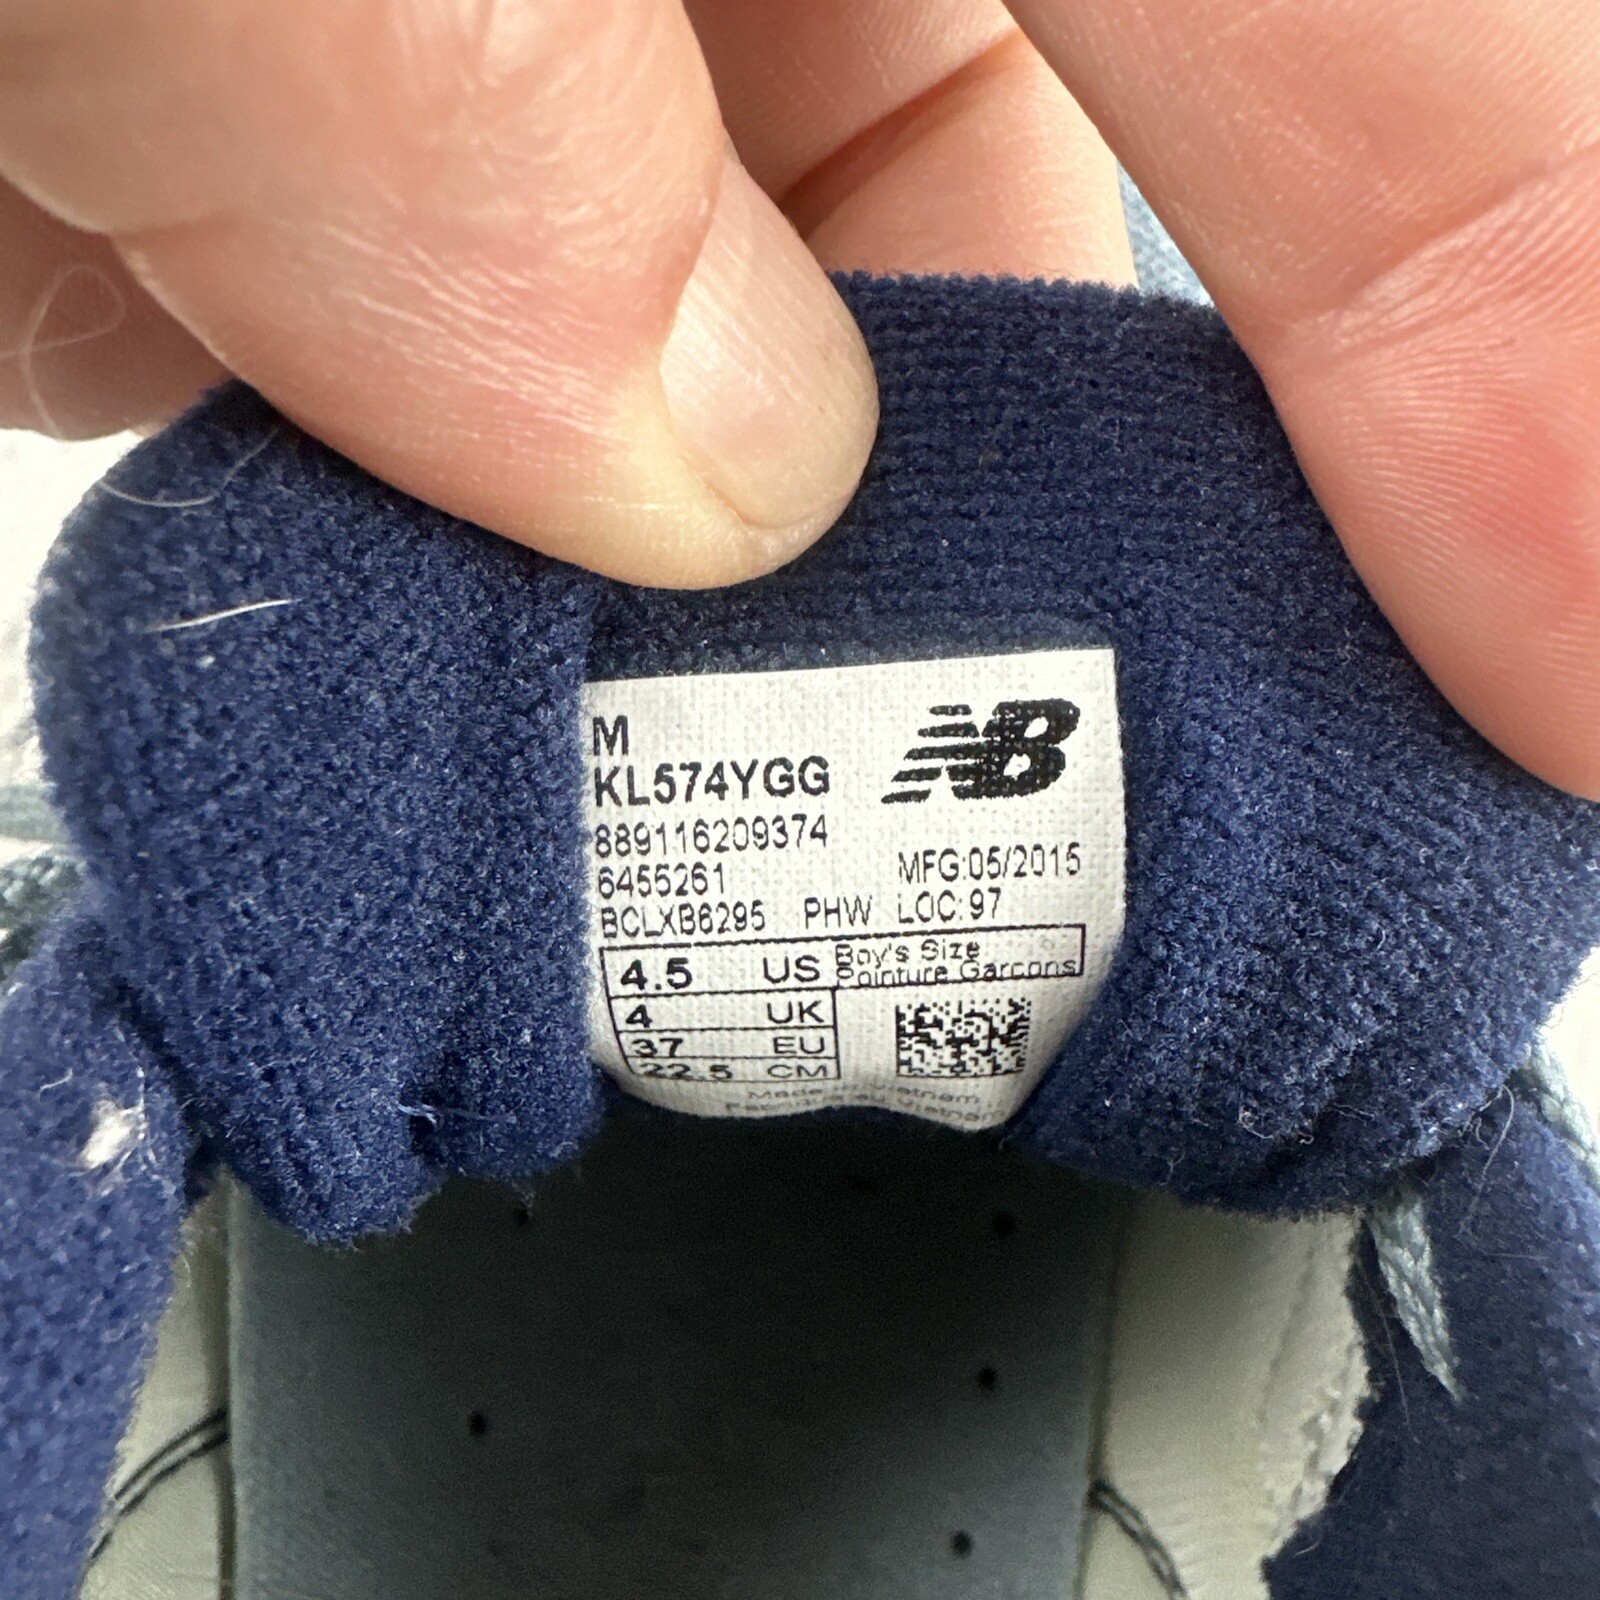 M
NB
KL574YGG
889116209374
6455261 MFG:05/2015
BCLXB6295 PHW LOC:97
4.5 US Boy's Size
Pointure Garcons
4 UK
37 EU
22.5 CM
Made in Vietnam
Fabriqué au Vietnam